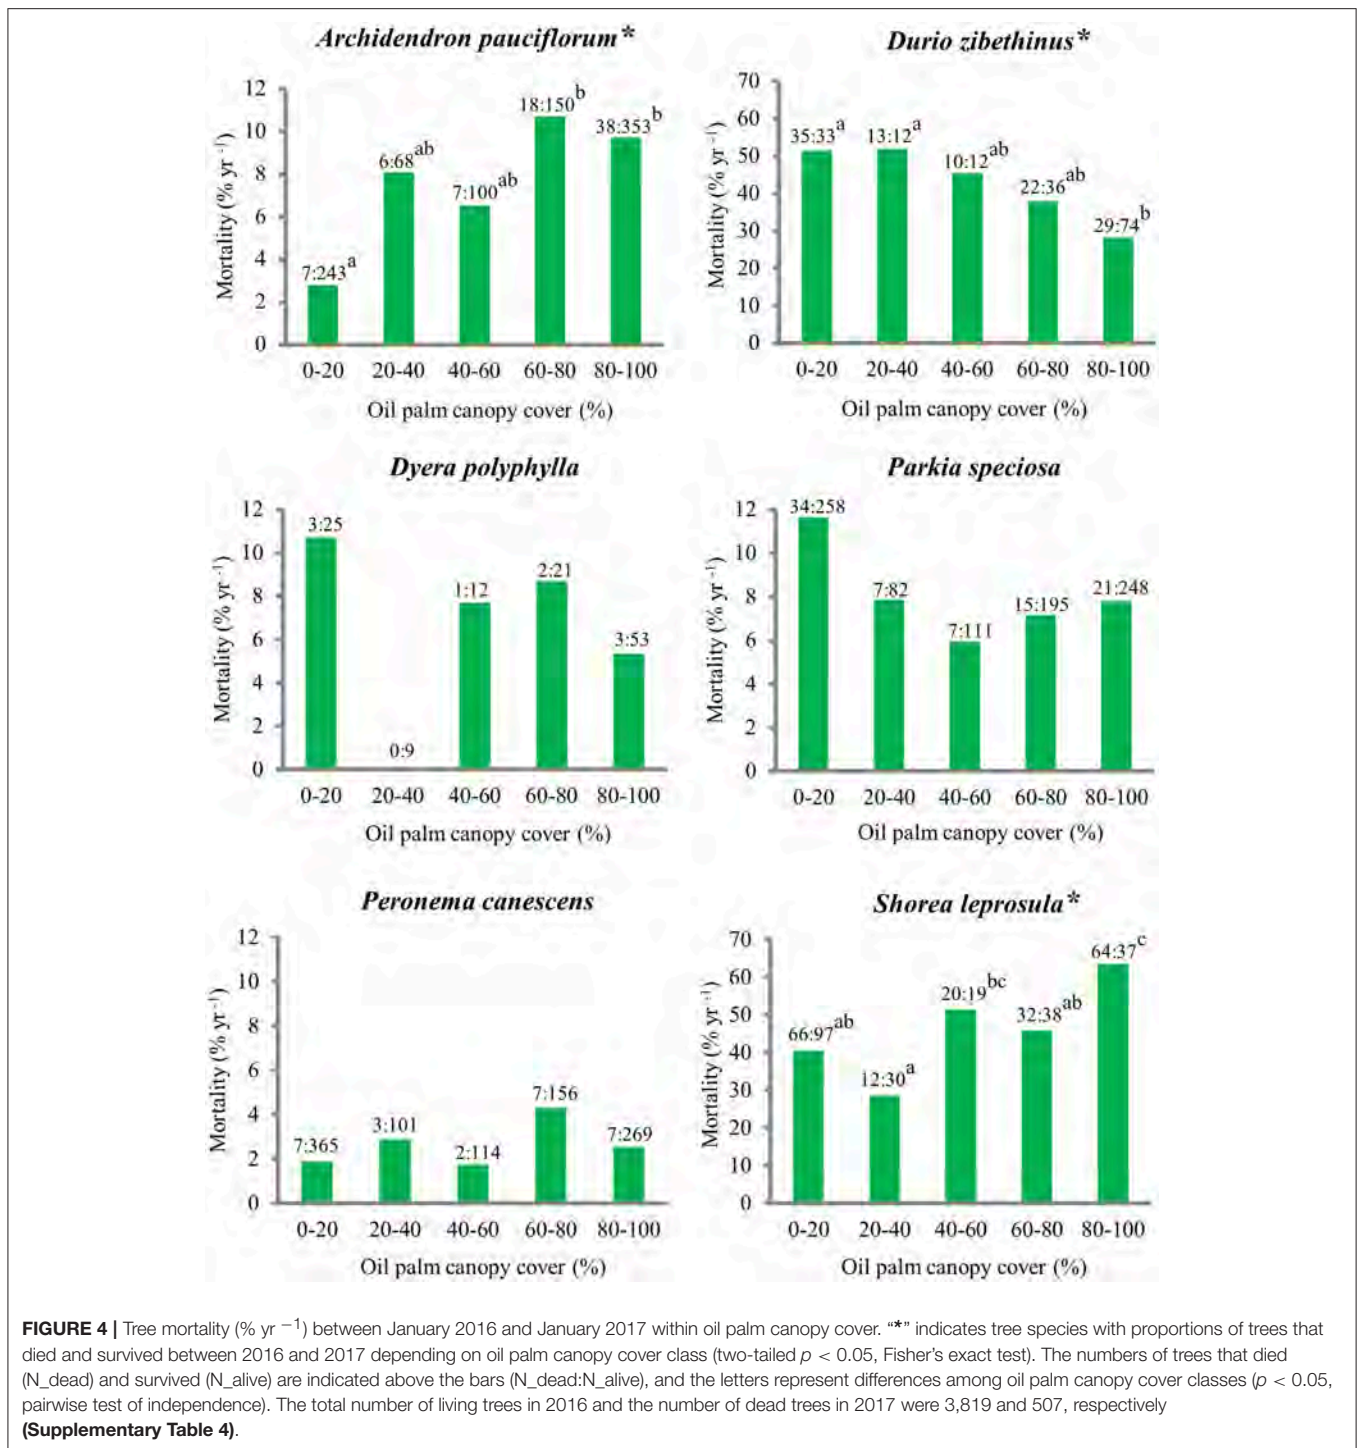 Archidendron pauciflorum*
Mortality (% yr -1)
12
10
8
6
4
2
0
7:243a
6:68ab
7:100ab
18:150b
38:353b
0-20 20-40 40-60 60-80 80-100
Oil palm canopy cover (%)
Durio zibethinus*
Mortality (% yr -1)
70
60
50
40
30
20
10
0
35:33a
13:12a
10:12ab
22:36ab
29:74b
0-20 20-40 40-60 60-80 80-100
Oil palm canopy cover (%)
Dyera polyphylla
Mortality (% yr -1)
12
10
8
6
4
2
0
3:25
0:9
1:12
2:21
3:53
0-20 20-40 40-60 60-80 80-100
Oil palm canopy cover (%)
Parkia speciosa
Mortality (% yr -1)
12
10
8
6
4
2
0
34:258
7:82
7:111
15:195
21:248
0-20 20-40 40-60 60-80 80-100
Oil palm canopy cover (%)
Peronema canescens
Mortality (% yr -1)
12
10
8
6
4
2
0
7:365
3:101
2:114
7:156
7:269
0-20 20-40 40-60 60-80 80-100
Oil palm canopy cover (%)
Shorea leprosula*
Mortality (% yr -1)
70
60
50
40
30
20
10
0
66:97ab
12:30a
20:19bc
32:38ab
64:37c
0-20 20-40 40-60 60-80 80-100
Oil palm canopy cover (%)
FIGURE 4 | Tree mortality (% yr −1) between January 2016 and January 2017 within oil palm canopy cover. “*” indicates tree species with proportions of trees that
died and survived between 2016 and 2017 depending on oil palm canopy cover class (two-tailed p < 0.05, Fisher’s exact test). The numbers of trees that died
(N_dead) and survived (N_alive) are indicated above the bars (N_dead:N_alive), and the letters represent differences among oil palm canopy cover classes (p < 0.05,
pairwise test of independence). The total number of living trees in 2016 and the number of dead trees in 2017 were 3,819 and 507, respectively
(Supplementary Table 4).